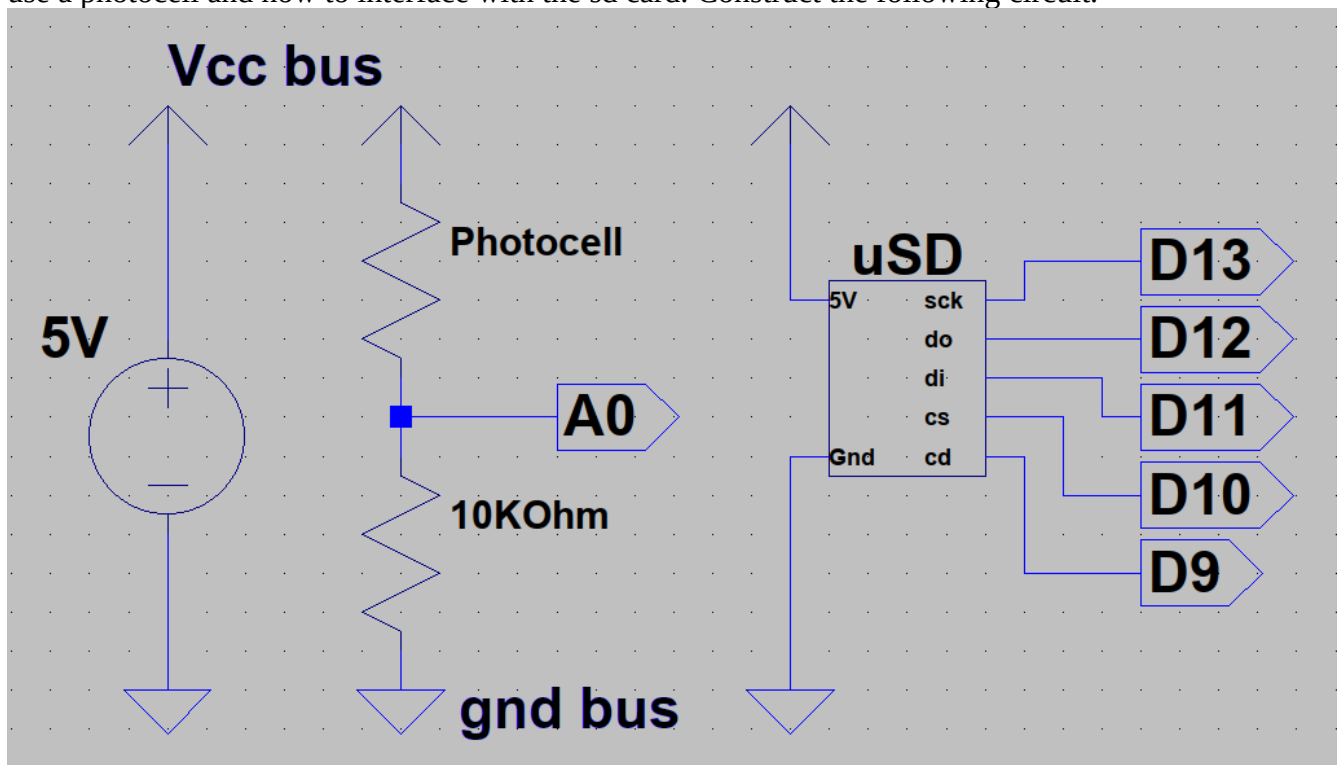 use a photocell and how to interface with the sd card. Construct the following circuit.
Vcc bus
Photocell
uSD
D13
5V
sck
5V
do
D12
di
D11
A0
cs
Gnd
cd
D10
10KOhm
D9
gnd bus